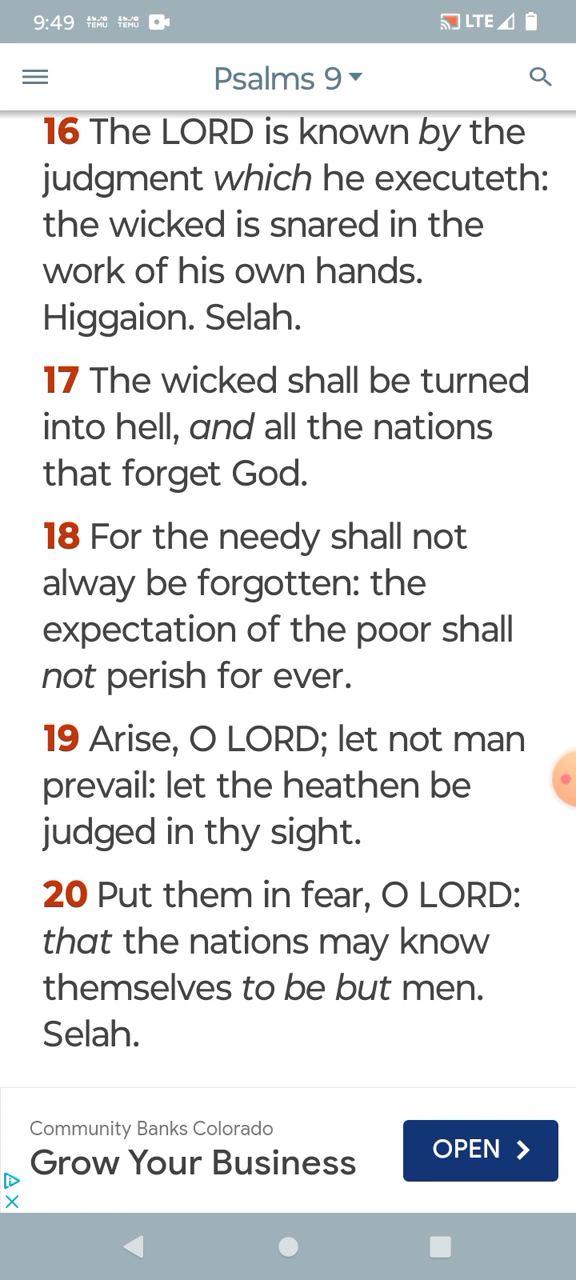 9:49 TEMU TEMU LTE
Psalms 9
16 The LORD is known by the
judgment which he executeth:
the wicked is snared in the
work of his own hands.
Higgaion. Selah.
17 The wicked shall be turned
into hell, and all the nations
that forget God.
18 For the needy shall not
alway be forgotten: the
expectation of the poor shall
not perish for ever.
19 Arise, O LORD; let not man
prevail: let the heathen be
judged in thy sight.
20 Put them in fear, O LORD:
that the nations may know
themselves to be but men.
Selah.
Community Banks Colorado
Grow Your Business
OPEN